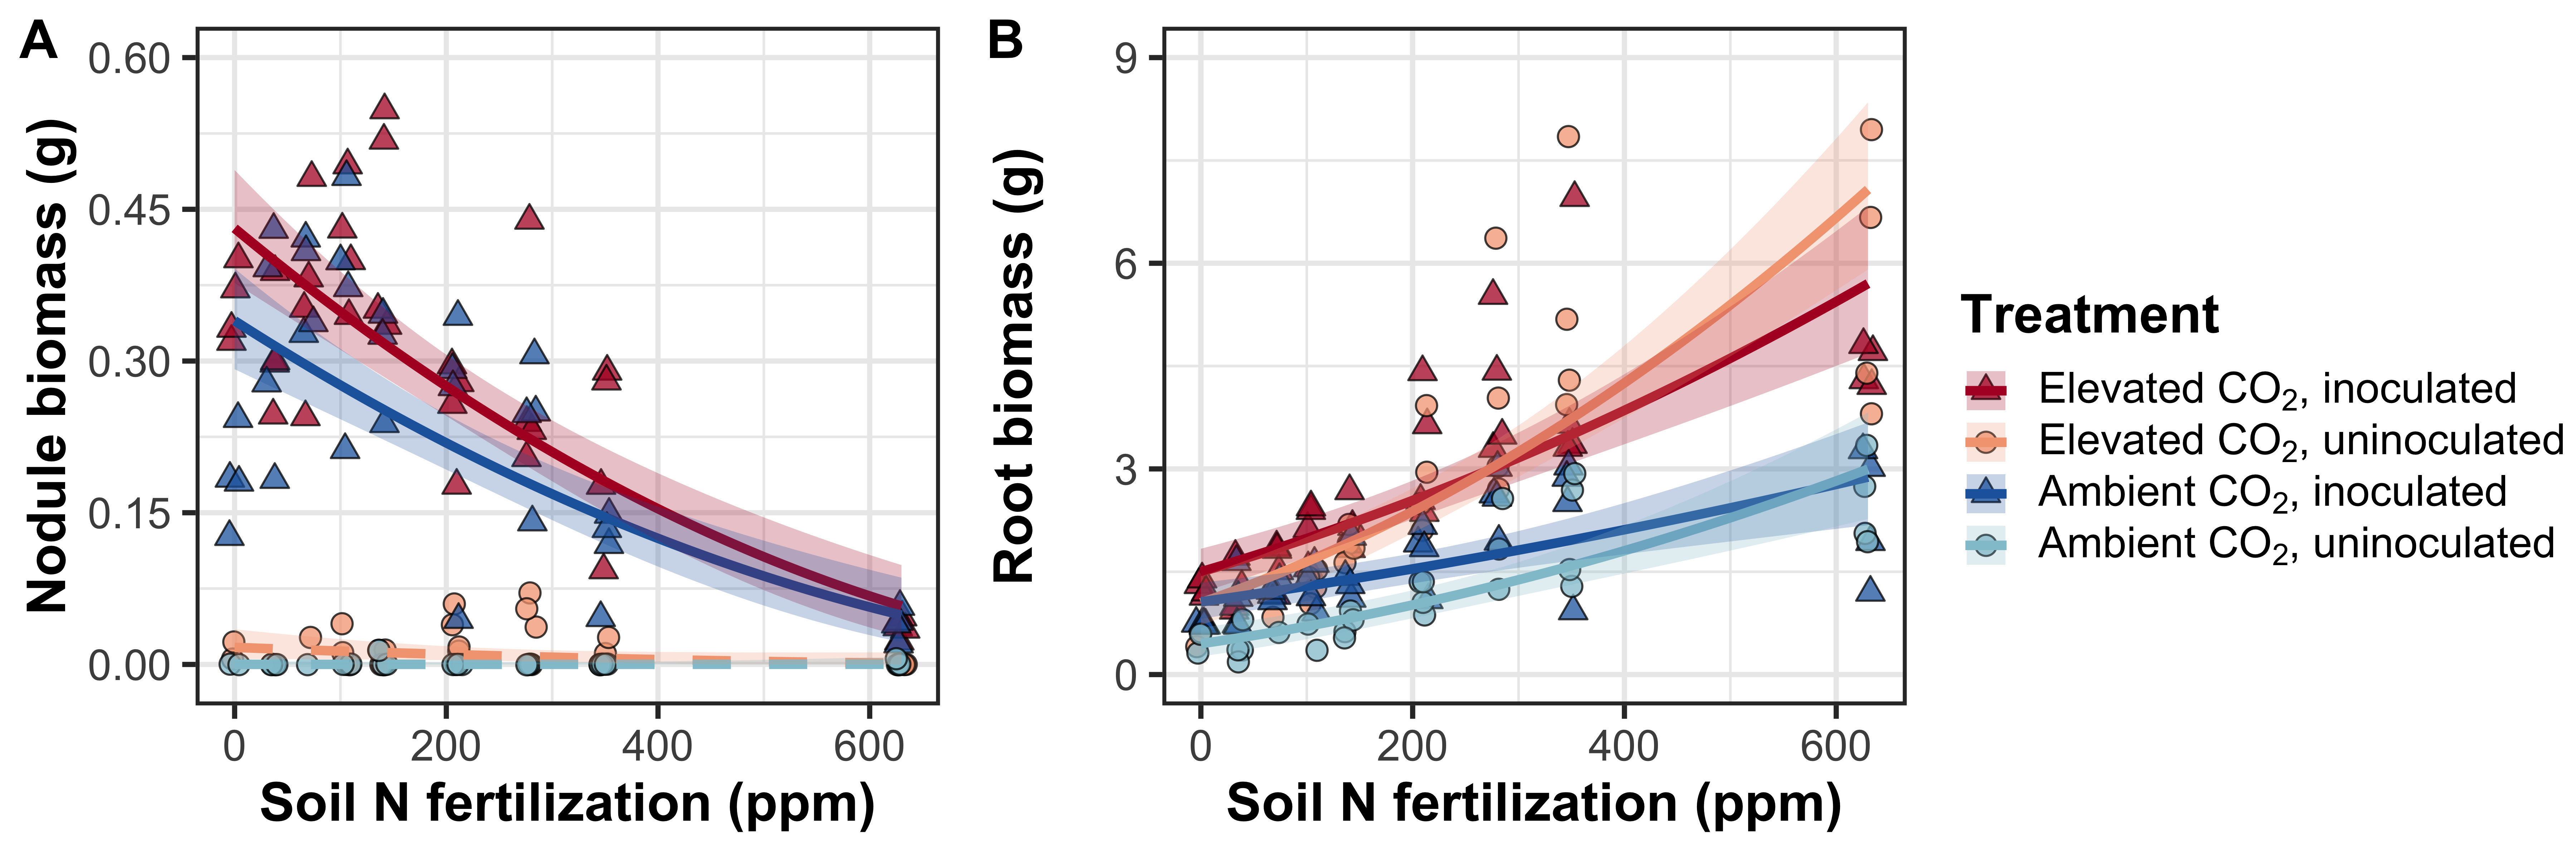 A
Nodule biomass (g)
0.60
0.45
0.30
0.15
0.00
0 200 400 600
Soil N fertilization (ppm)
B
Root biomass (g)
9
6
3
0
0 200 400 600
Soil N fertilization (ppm)
Treatment
Elevated CO₂, inoculated
Elevated CO₂, uninoculated
Ambient CO₂, inoculated
Ambient CO₂, uninoculated